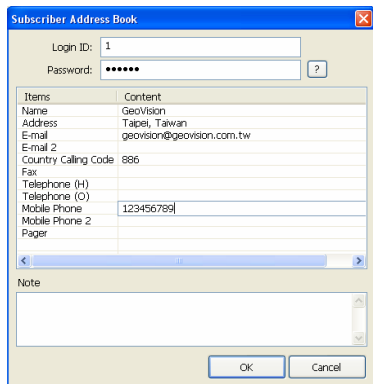 Subscriber Address Book
Login ID: 1
Password: ●●●●●● ?
Items Content
Name GeoVision
Address Taipei, Taiwan
E-mail geovision@geovision.com.tw
E-mail 2
Country Calling Code 886
Fax
Telephone (H)
Telephone (O)
Mobile Phone 123456789
Mobile Phone 2
Pager
Note
OK Cancel